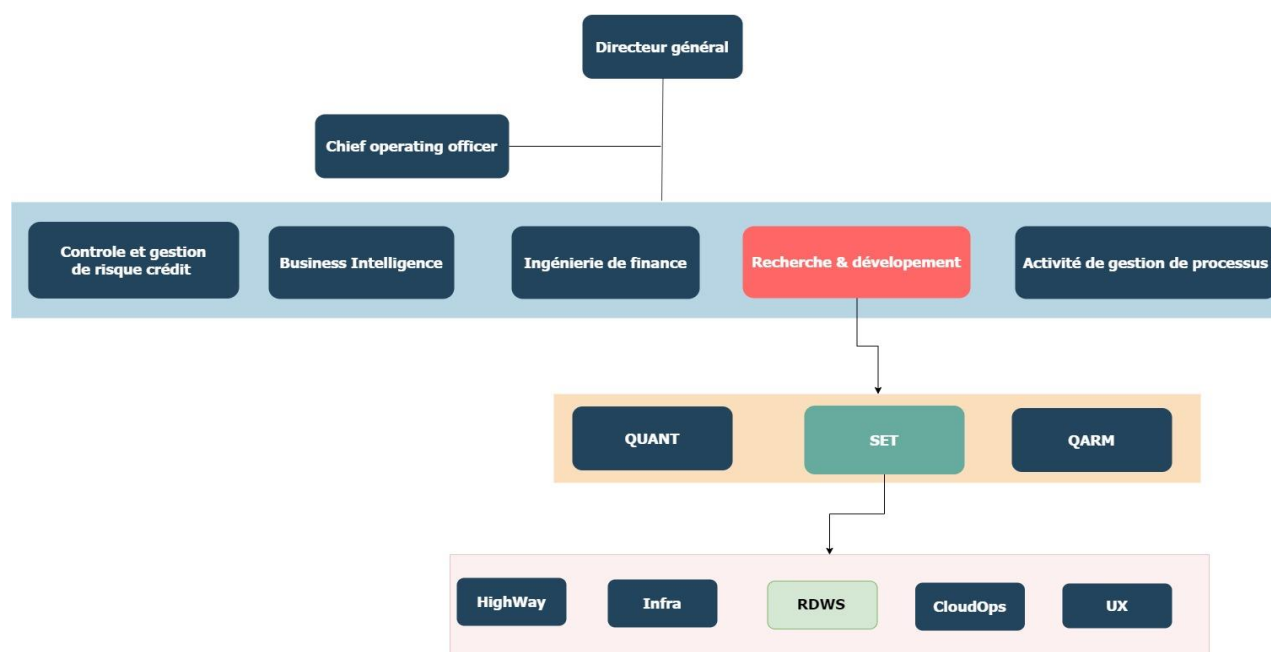 Directeur général
Chief operating officer
Controle et gestion
de risque crédit
Business Intelligence
Ingénierie de finance
Recherche & dévelopement
Activité de gestion de processus
QUANT
SET
QARM
HighWay
Infra
RDWS
CloudOps
UX